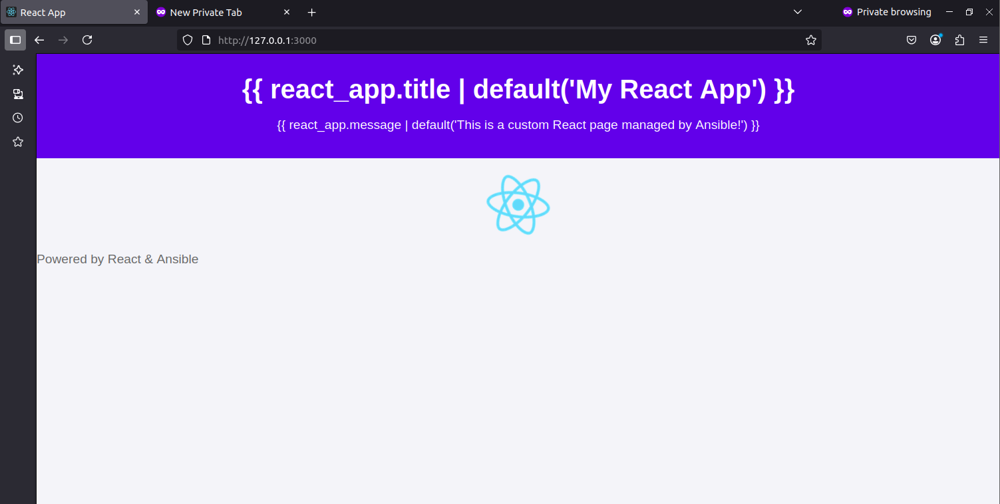 React App
New Private Tab
Private browsing
http://127.0.0.1:3000
{{ react_app.title | default('My React App') }}
{{ react_app.message | default('This is a custom React page managed by Ansible!') }}
Powered by React & Ansible